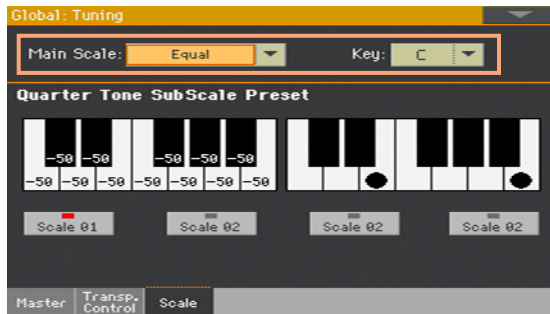 Global: Tuning
Main Scale: Equal Key: C
Quarter Tone SubScale Preset
-50 -50 -50 -50 -50
-50 -50 -50 -50 -50 -50 -50
Scale 01 Scale 02 Scale 02 Scale 02
Master Transp. Control Scale